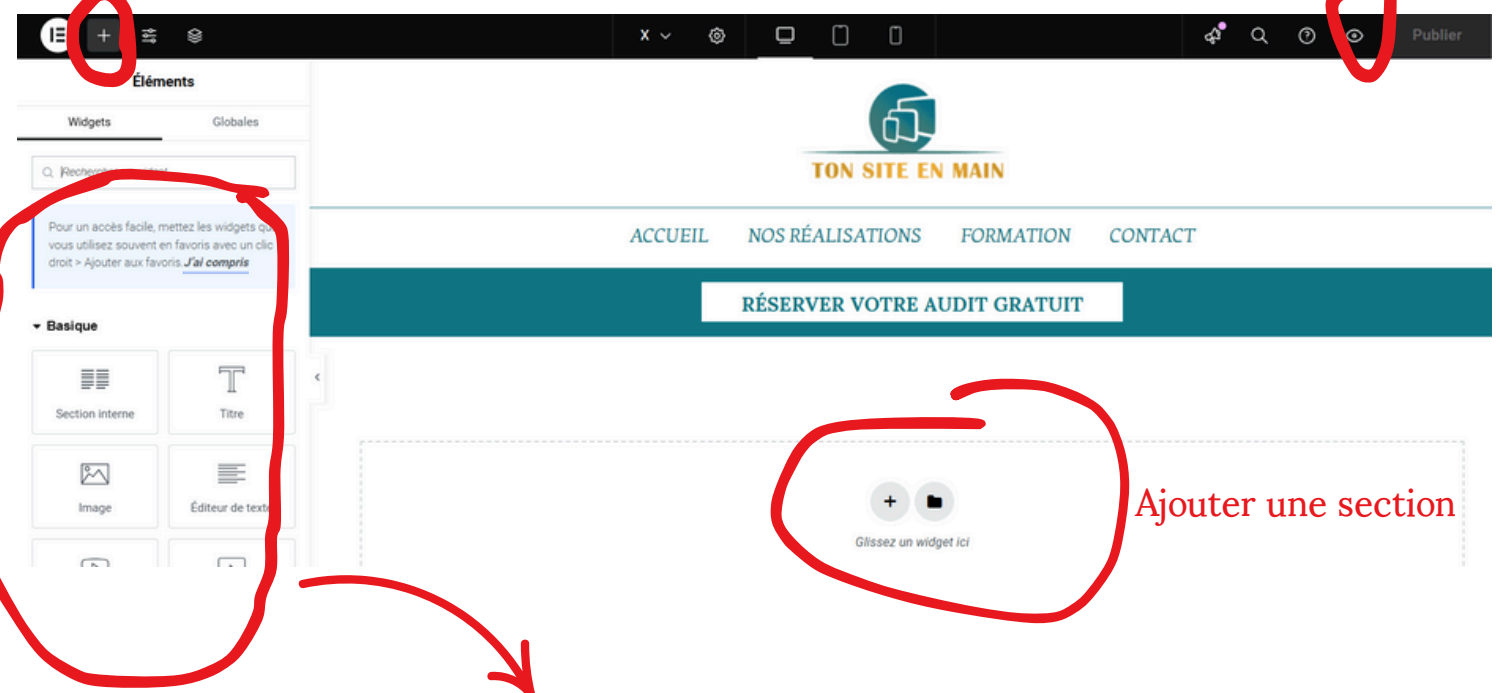 X
Publier
Éléments
Widgets
Globales
TON SITE EN MAIN
Pour un accès facile, mettez les widgets que
vous utilisez souvent en favoris avec un clic
droit > Ajouter aux favoris. J'ai compris
ACCUEIL NOS RÉALISATIONS FORMATION CONTACT
RÉSERVER VOTRE AUDIT GRATUIT
Basique
Section interne
Titre
Image
Éditeur de texte
Ajouter une section
Glissez un widget ici